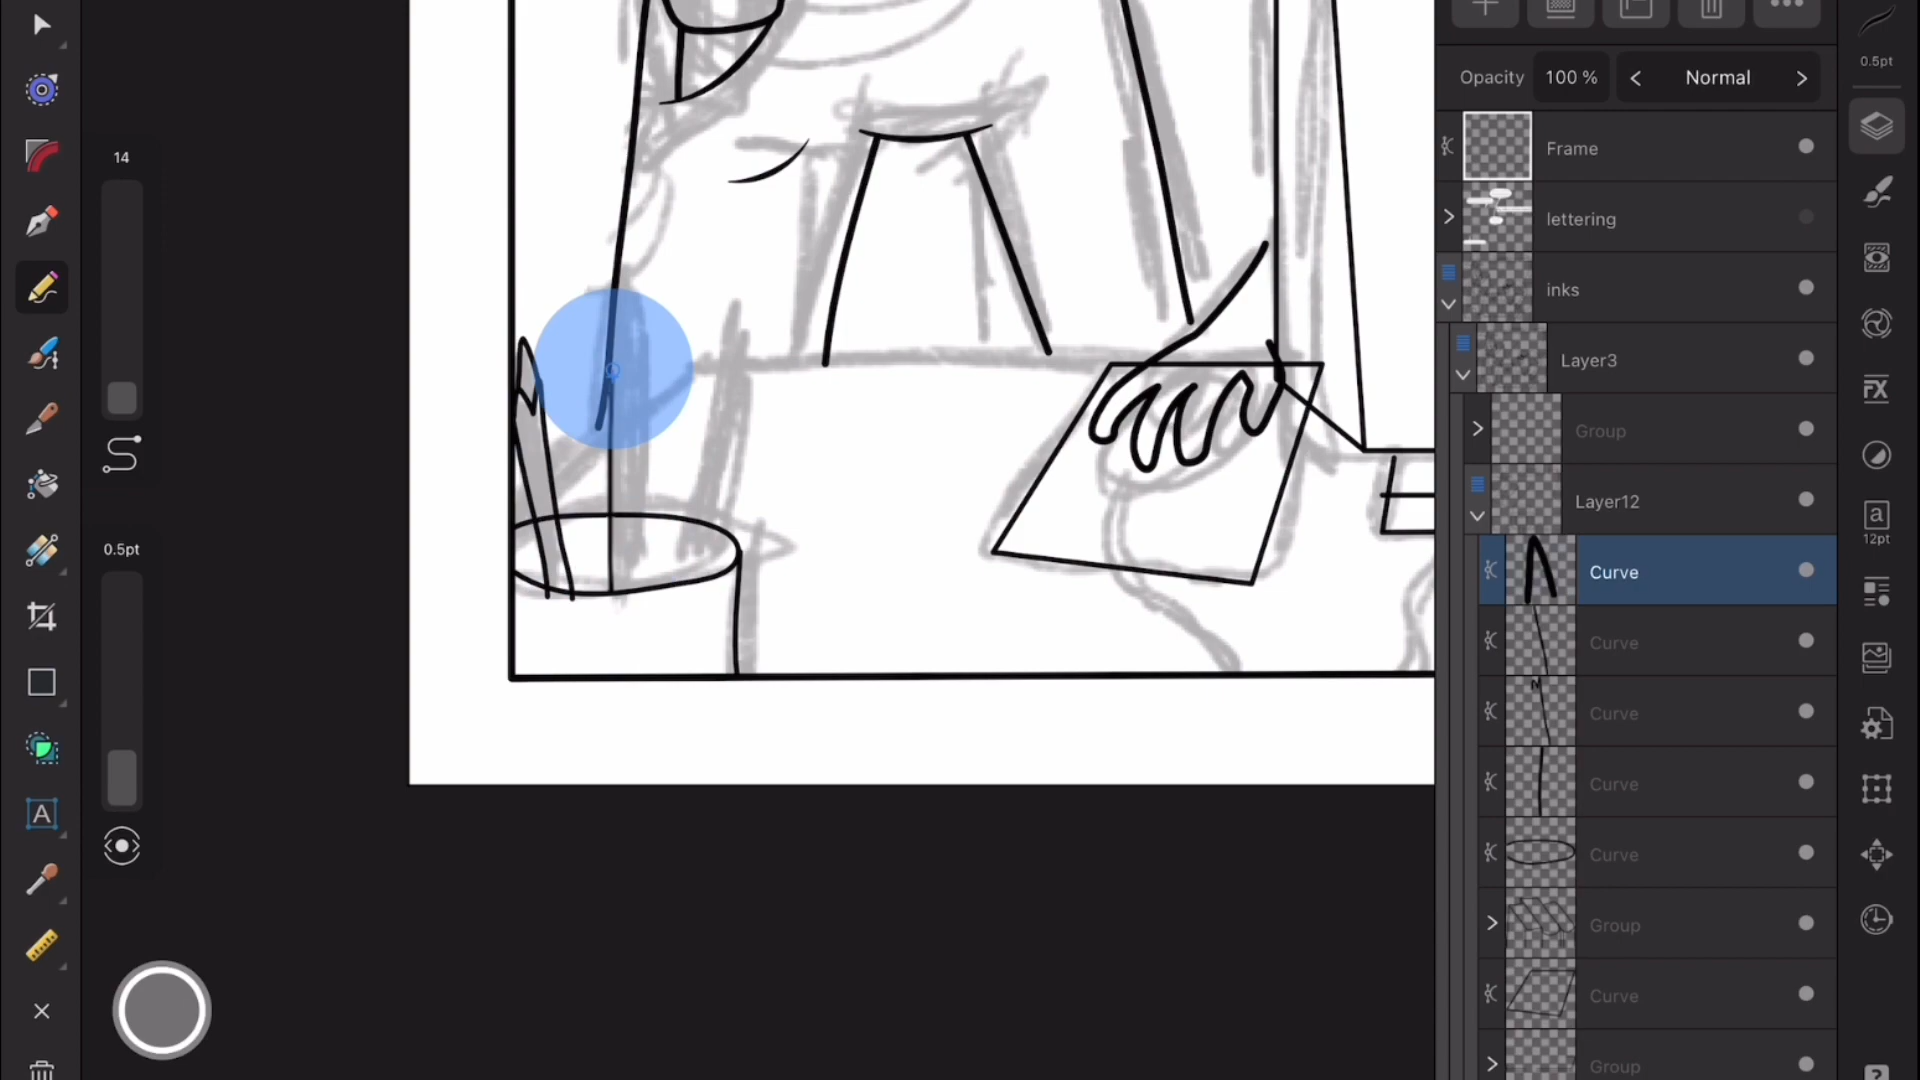 0.5pt
Opacity 100 % Normal
Frame
14
lettering
inks
Layer3
Group
Layer12
a
12pt
0.5pt
Curve
Curve
Curve
Curve
A
Curve
Group
Curve
Group
?